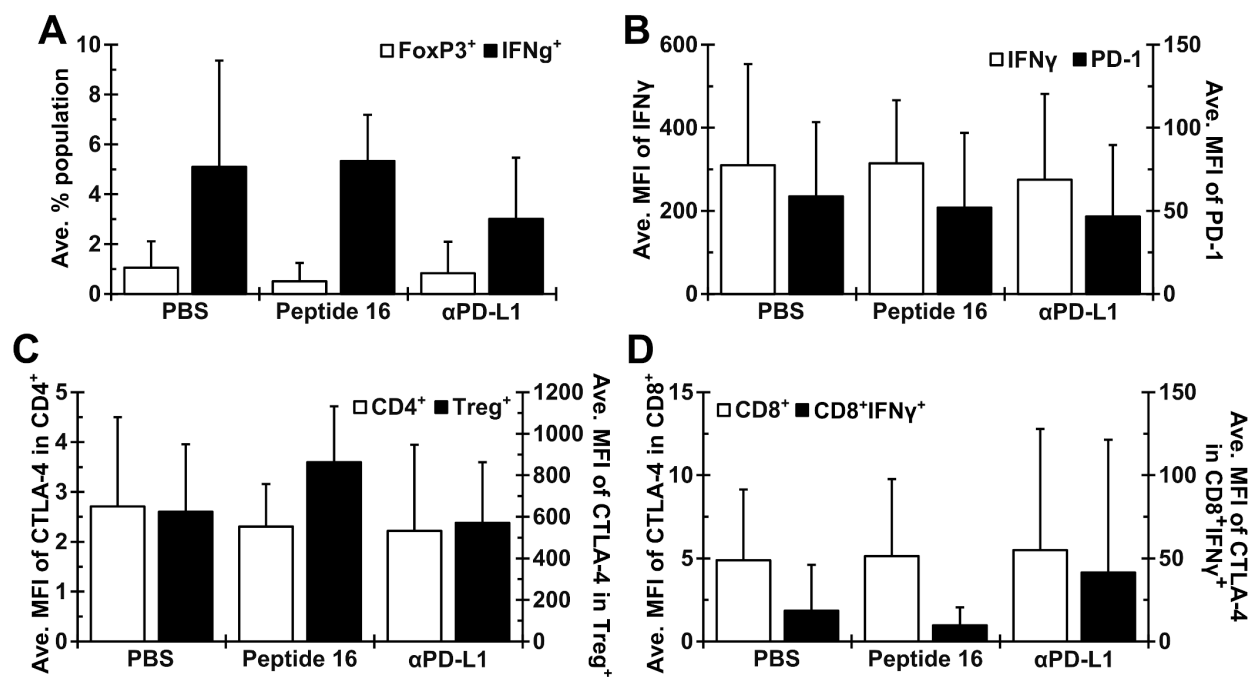 A
Ave. % population
10
8
6
4
2
0
FoxP3⁺ IFNg⁺
PBS Peptide 16 αPD-L1
B
Ave. MFI of IFNγ
600
400
200
0
IFNγ PD-1
150
100
50
0
Ave. MFI of PD-1
PBS Peptide 16 αPD-L1
C
Ave. MFI of CTLA-4 in CD4⁺
5
4
3
2
1
0
CD4⁺ Treg⁺
1200
1000
800
600
400
200
0
Ave. MFI of CTLA-4 in Treg⁺
PBS Peptide 16 αPD-L1
D
Ave. MFI of CTLA-4 in CD8⁺
15
10
5
0
CD8⁺ CD8⁺IFNγ⁺
150
100
50
0
Ave. MFI of CTLA-4
in CD8⁺IFNγ⁺
PBS Peptide 16 αPD-L1